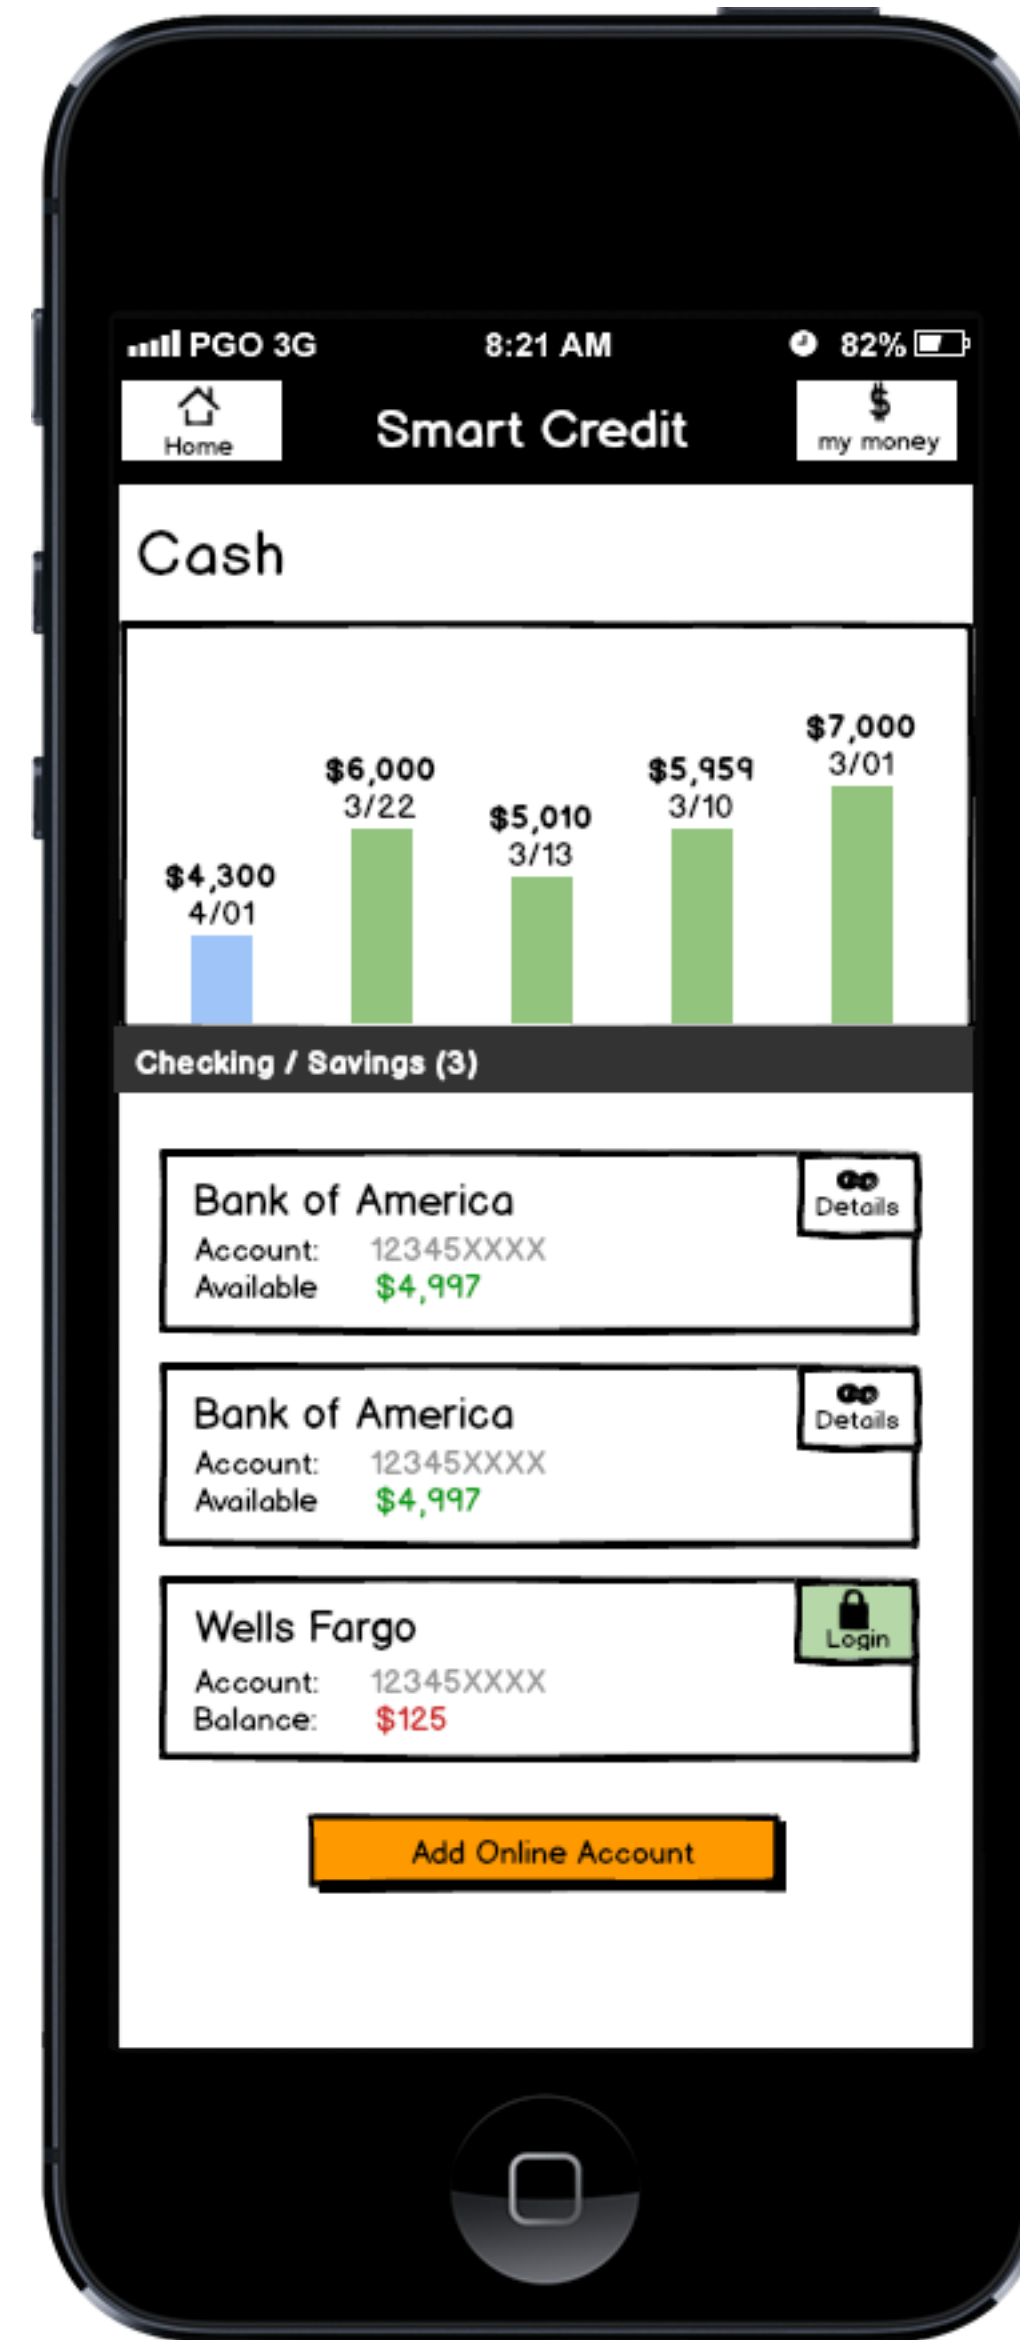 PGO 3G 8:21 AM 82%
Home Smart Credit $ my money
Cash
$4,300
4/01
$6,000
3/22
$5,010
3/13
$5,959
3/10
$7,000
3/01
Checking / Savings (3)
Bank of America
Details
Account: 12345XXXX
Available $4,997
Bank of America
Details
Account: 12345XXXX
Available $4,997
Wells Fargo
Login
Account: 12345XXXX
Balance: $125
Add Online Account